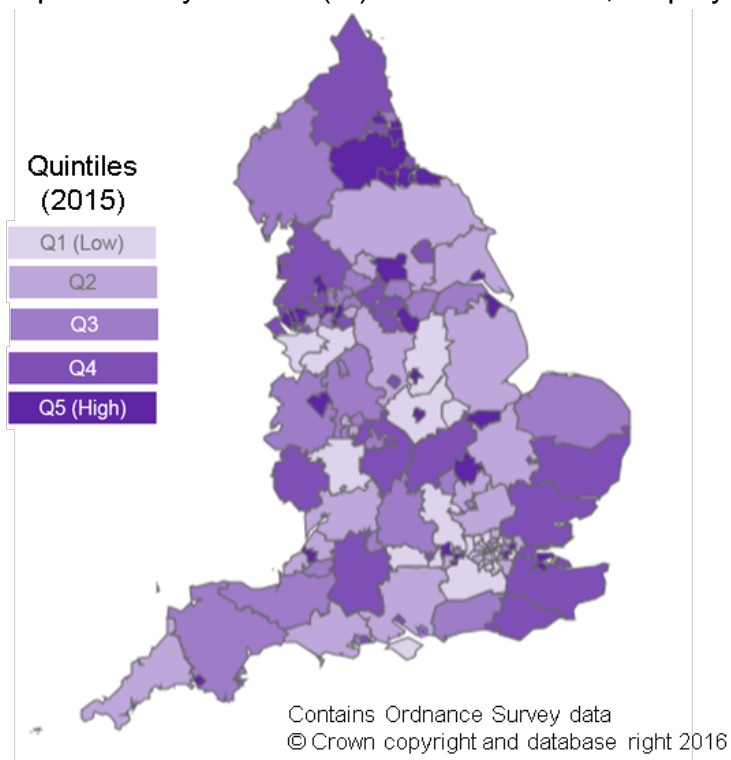 Quintiles
(2015)
Q1 (Low)
Q2
Q3
Q4
Q5 (High)
Contains Ordnance Survey data
© Crown copyright and database right 2016